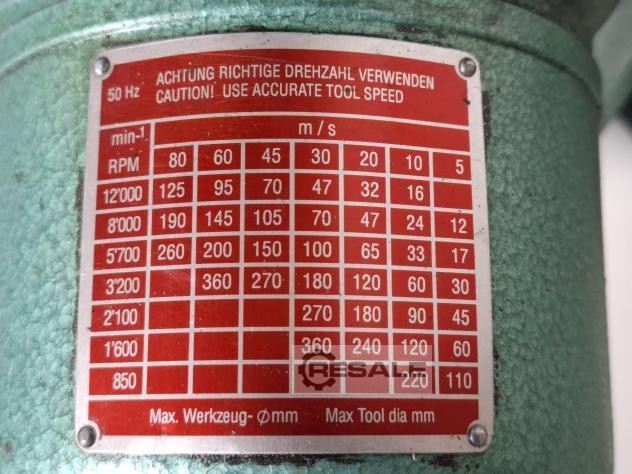 50 Hz ACHTUNG RICHTIGE DREHZAHL VERWENDEN
CAUTION! USE ACCURATE TOOL SPEED
min-¹ m / s
RPM 80 60 45 30 20 10 5
12'000 125 95 70 47 32 16
8'000 190 145 105 70 47 24 12
5'700 260 200 150 100 65 33 17
3'200 360 270 180 120 60 30
2'100 270 180 90 45
1'600 360 240 120 60
RESALE
850 220 110
Max. Werkzeug- ∅mm Max Tool dia mm